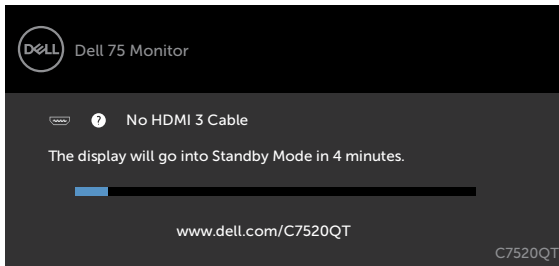 DELL
Dell 75 Monitor
? No HDMI 3 Cable
The display will go into Standby Mode in 4 minutes.
www.dell.com/C7520QT
C7520QT